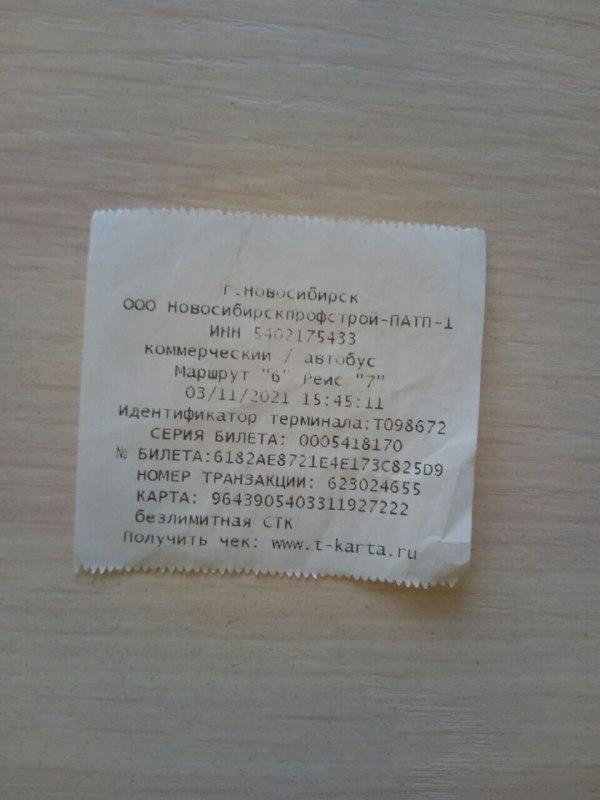 г.Новосибирск
ООО Новосибирскпрофстрой-ПАТП-1
ИНН 5402175433
коммерческий / автобус
Маршрут "6" Рейс "7"
03/11/2021 15:45:11
Идентификатор терминала:T098672
СЕРИЯ БИЛЕТА: 0005418170
№ БИЛЕТА:6182AE8721E4E173C825D9
НОМЕР ТРАНЗАКЦИИ: 623024655
КАРТА: 9643905403311927222
безлимитная СТК
Получить чек: www.t-karta.ru